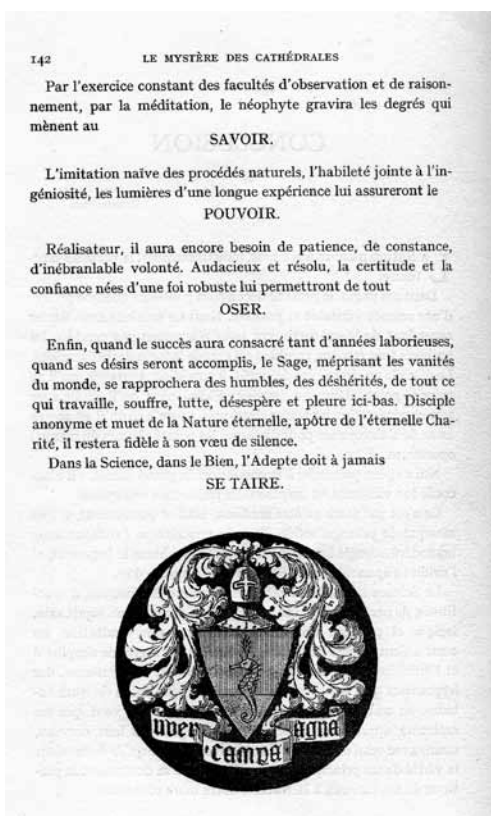 142 LE MYSTÈRE DES CATHÉDRALES
Par l'exercice constant des facultés d'observation et de raison-
nement, par la méditation, le néophyte gravira les degrés qui
mènent au
SAVOIR.
L'imitation naïve des procédés naturels, l'habileté jointe à l'in-
géniosité, les lumières d'une longue expérience lui assureront le
POUVOIR.
Réalisateur, il aura encore besoin de patience, de constance,
d'inébranlable volonté. Audacieux et résolu, la certitude et la
confiance nées d'une foi robuste lui permettront de tout
OSER.
Enfin, quand le succès aura consacré tant d'années laborieuses,
quand ses désirs seront accomplis, le Sage, méprisant les vanités
du monde, se rapprochera des humbles, des déshérités, de tout ce
qui travaille, souffre, lutte, désespère et pleure ici-bas. Disciple
anonyme et muet de la Nature éternelle, apôtre de l'éternelle Cha-
rité, il restera fidèle à son vœu de silence.
Dans la Science, dans le Bien, l'Adepte doit à jamais
SE TAIRE.
uber campa agna